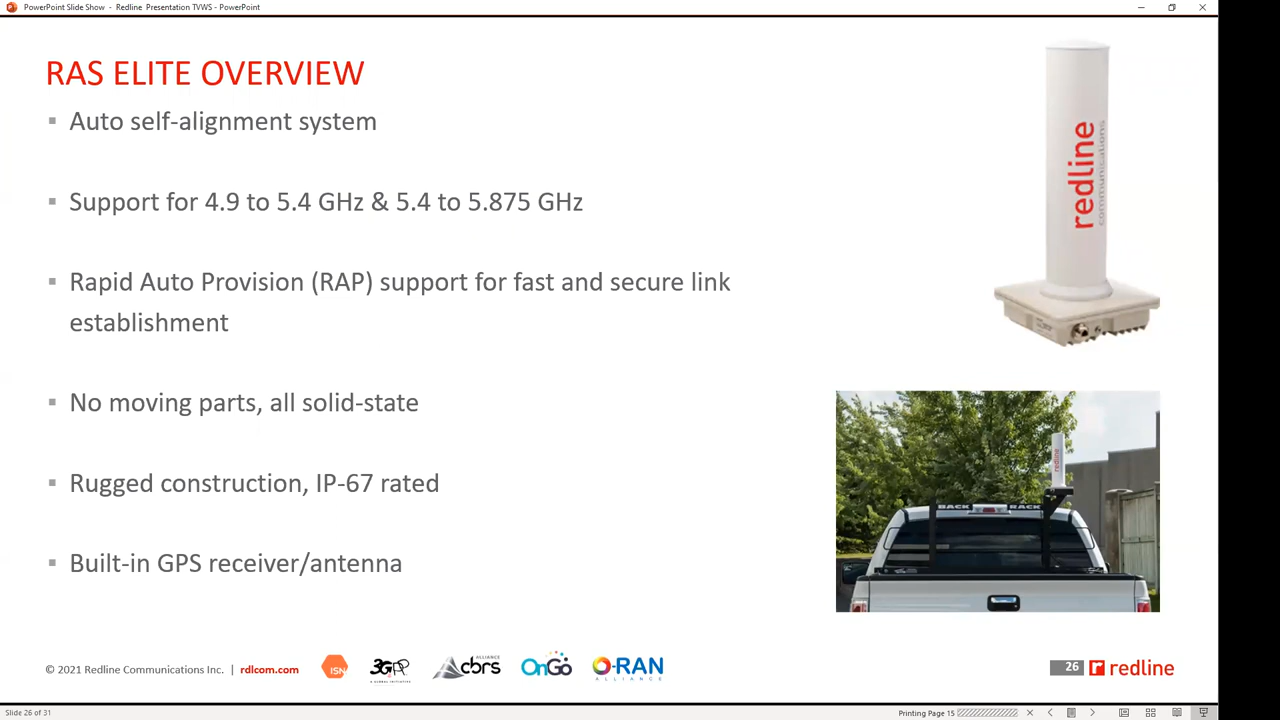 PowerPoint Slide Show - Redline Presentation TVWS - PowerPoint
RAS ELITE OVERVIEW
Auto self-alignment system
Support for 4.9 to 5.4 GHz & 5.4 to 5.875 GHz
Rapid Auto Provision (RAP) support for fast and secure link
establishment
No moving parts, all solid-state
Rugged construction, IP-67 rated
Built-in GPS receiver/antenna
redline
communications
redline
BACK RACK
© 2021 Redline Communications Inc. | rdlcom.com
ISN
3GPP
A GLOBAL INITIATIVE
ALLIANCE
cbrs
OnGo
O-RAN
ALLIANCE
26
redline
Slide 26 of 31
Printing Page 15